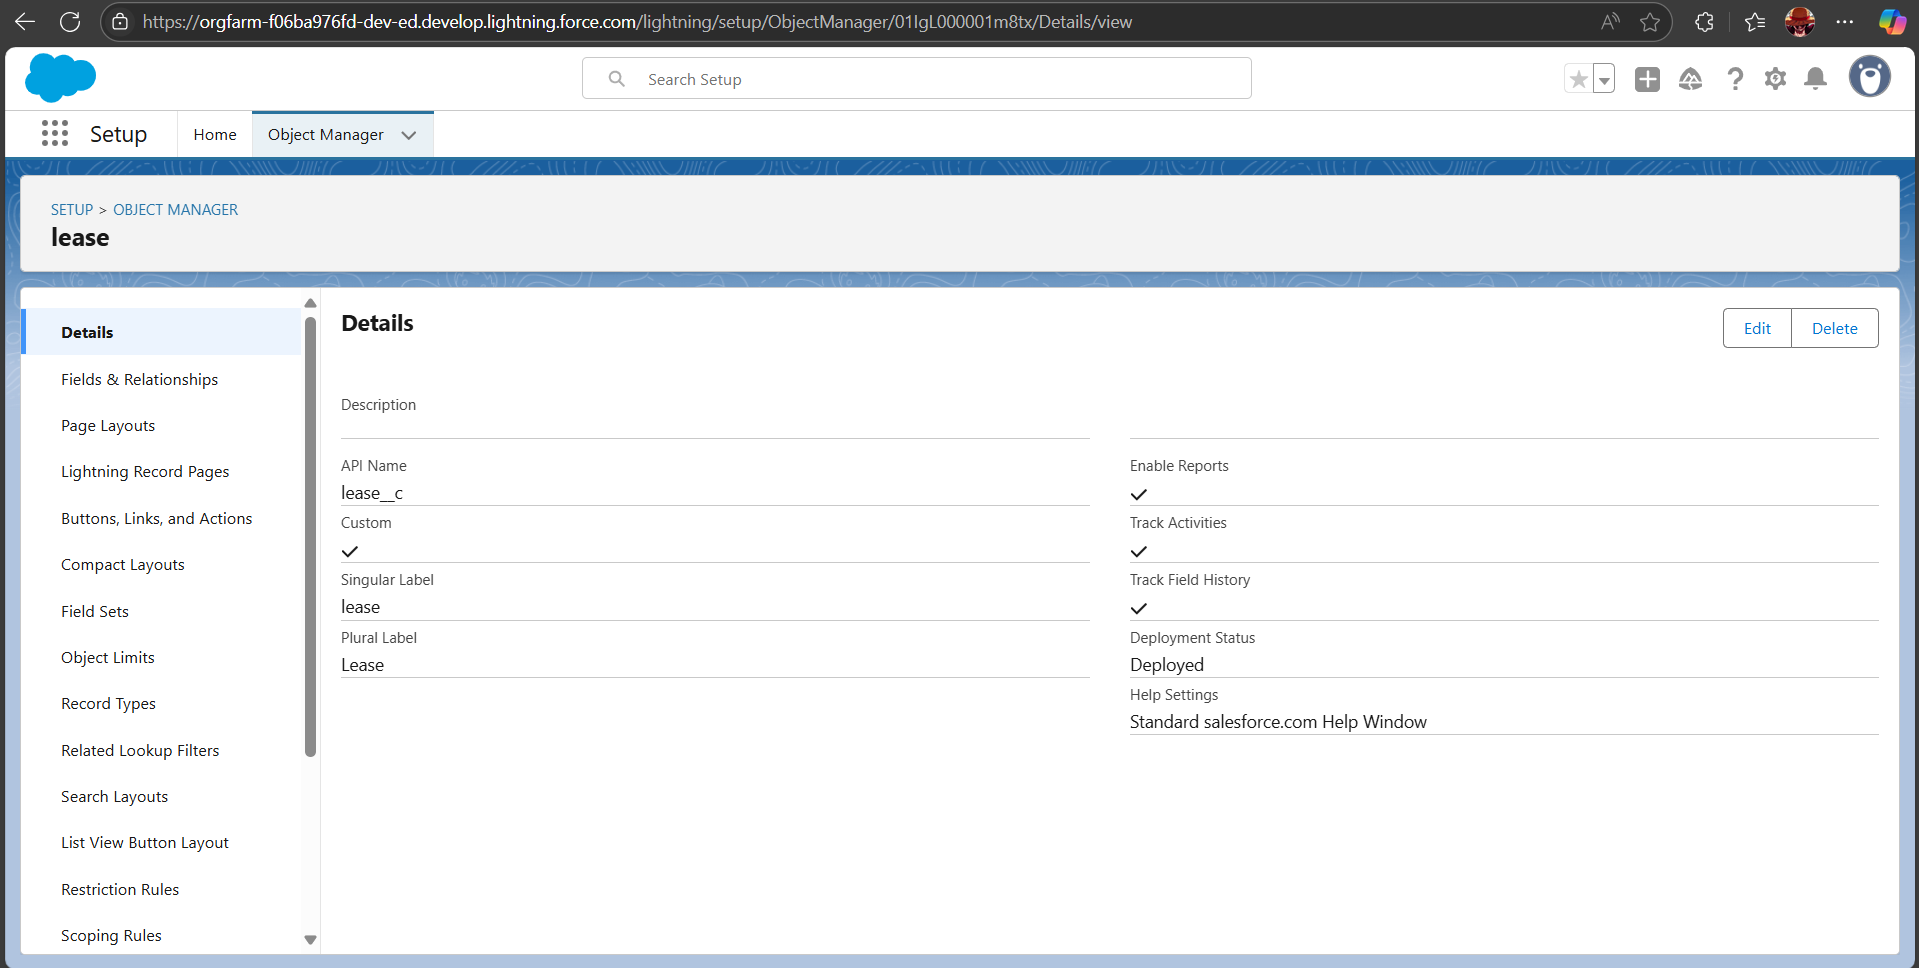 https://orgfarm-f06ba976fd-dev-ed.develop.lightning.force.com/lightning/setup/ObjectManager/01IgL000001m8tx/Details/view
Search Setup
Setup
Home
Object Manager
SETUP > OBJECT MANAGER
lease
Details
Fields & Relationships
Page Layouts
Lightning Record Pages
Buttons, Links, and Actions
Compact Layouts
Field Sets
Object Limits
Record Types
Related Lookup Filters
Search Layouts
List View Button Layout
Restriction Rules
Scoping Rules
Details
Edit
Delete
Description
API Name
lease__c
Custom
Singular Label
lease
Plural Label
Lease
Enable Reports
Track Activities
Track Field History
Deployment Status
Deployed
Help Settings
Standard salesforce.com Help Window